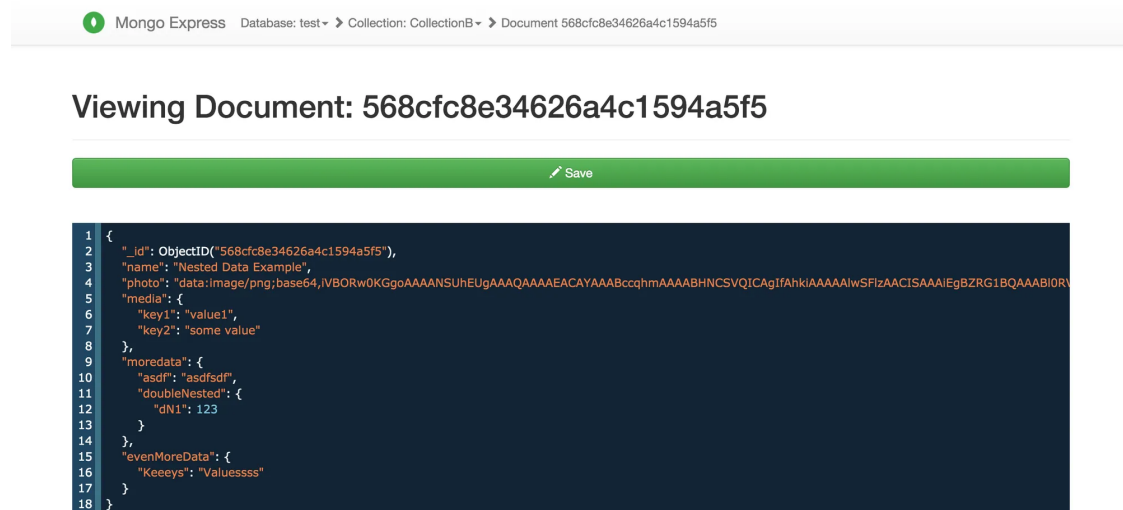 Mongo Express Database: test Collection: CollectionB Document 568cfc8e34626a4c1594a5f5
Viewing Document: 568cfc8e34626a4c1594a5f5
Save
1 {
2 "_id": ObjectID("568cfc8e34626a4c1594a5f5"),
3 "name": "Nested Data Example",
4 "photo": "data:image/png;base64,iVBORw0KGgoAAAANSUhEUgAAAQAAAAEACAYAAABccqhmAAAABHNCSVQICAgIfAhkiAAAAAlwSFlzAACISAAAiEgBZRG1BQAAABl0RV
5 "media": {
6 "key1": "value1",
7 "key2": "some value"
8 },
9 "moredata": {
10 "asdf": "asdfsdf",
11 "doubleNested": {
12 "dN1": 123
13 }
14 },
15 "evenMoreData": {
16 "Keeeys": "Valuessss"
17 }
18 }